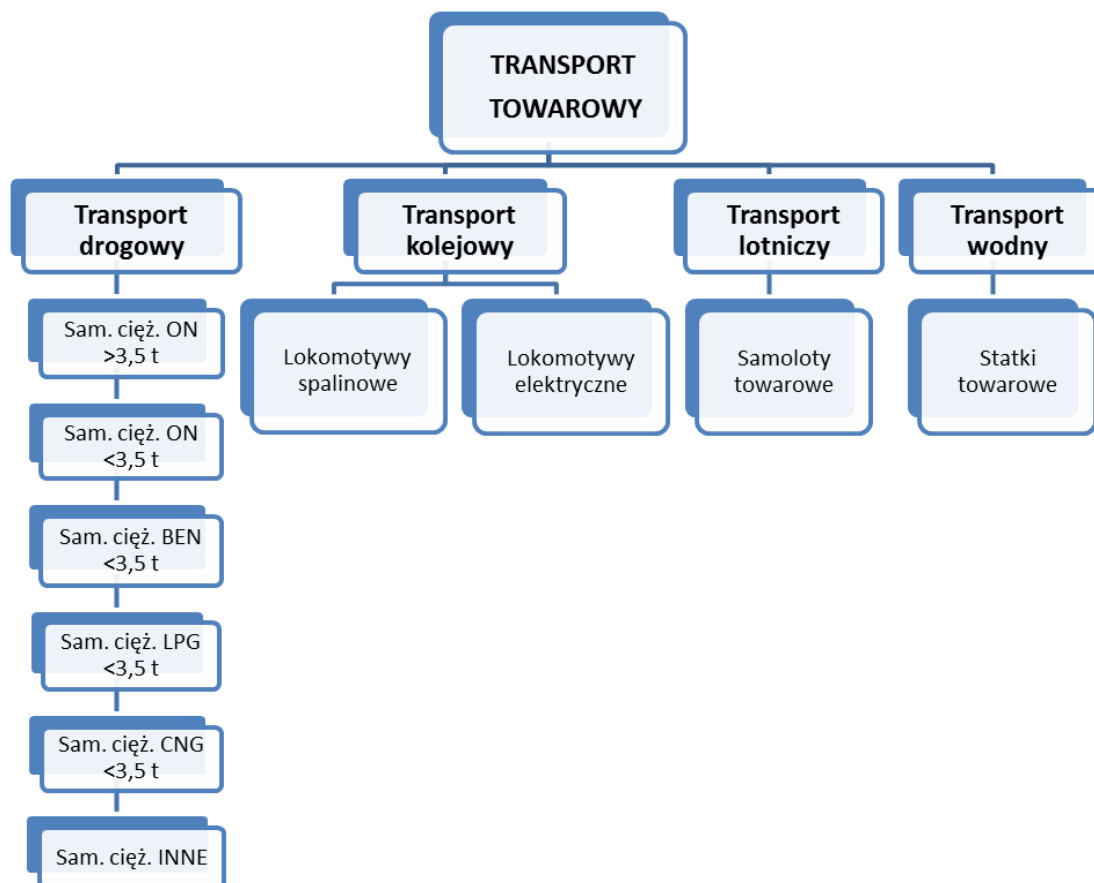 TRANSPORT
TOWAROWY
Transport
drogowy
Transport
kolejowy
Transport
lotniczy
Transport
wodny
Sam. cięż. ON
>3,5 t
Lokomotywy
spalinowe
Lokomotywy
elektryczne
Samoloty
towarowe
Statki
towarowe
Sam. cięż. ON
<3,5 t
Sam. cięż. BEN
<3,5 t
Sam. cięż. LPG
<3,5 t
Sam. cięż. CNG
<3,5 t
Sam. cięż. INNE